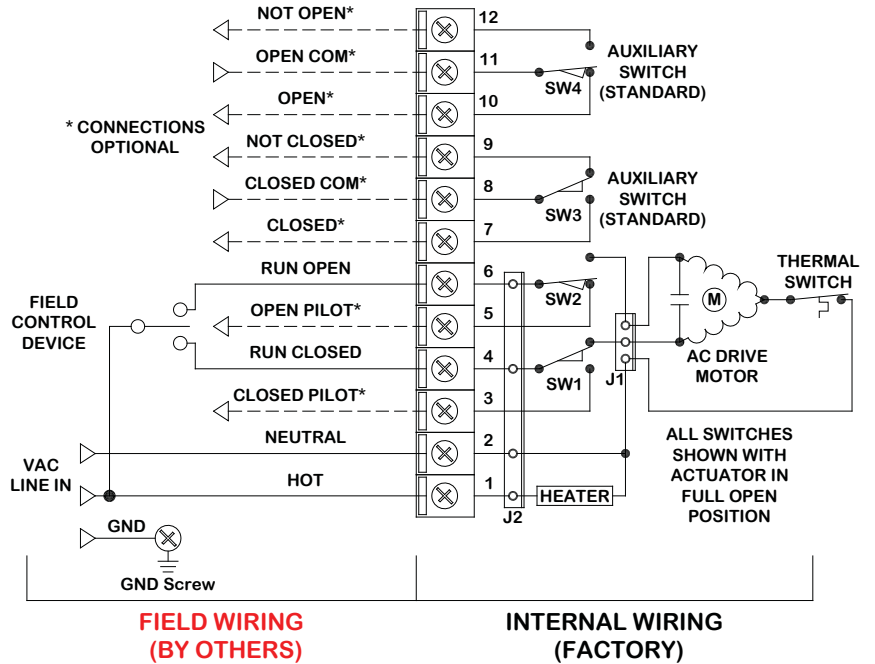 NOT OPEN*
12
OPEN COM*
11
AUXILIARY
SWITCH
(STANDARD)
SW4
OPEN*
10
* CONNECTIONS
OPTIONAL
NOT CLOSED*
9
CLOSED COM*
8
AUXILIARY
SWITCH
(STANDARD)
SW3
CLOSED*
7
RUN OPEN
6
SW2
THERMAL
SWITCH
M
FIELD
CONTROL
DEVICE
OPEN PILOT*
5
RUN CLOSED
4
SW1
J1
AC DRIVE
MOTOR
CLOSED PILOT*
3
NEUTRAL
2
ALL SWITCHES
SHOWN WITH
ACTUATOR IN
FULL OPEN
POSITION
VAC
LINE IN
HOT
1
HEATER
J2
GND
GND Screw
FIELD WIRING
(BY OTHERS)
INTERNAL WIRING
(FACTORY)